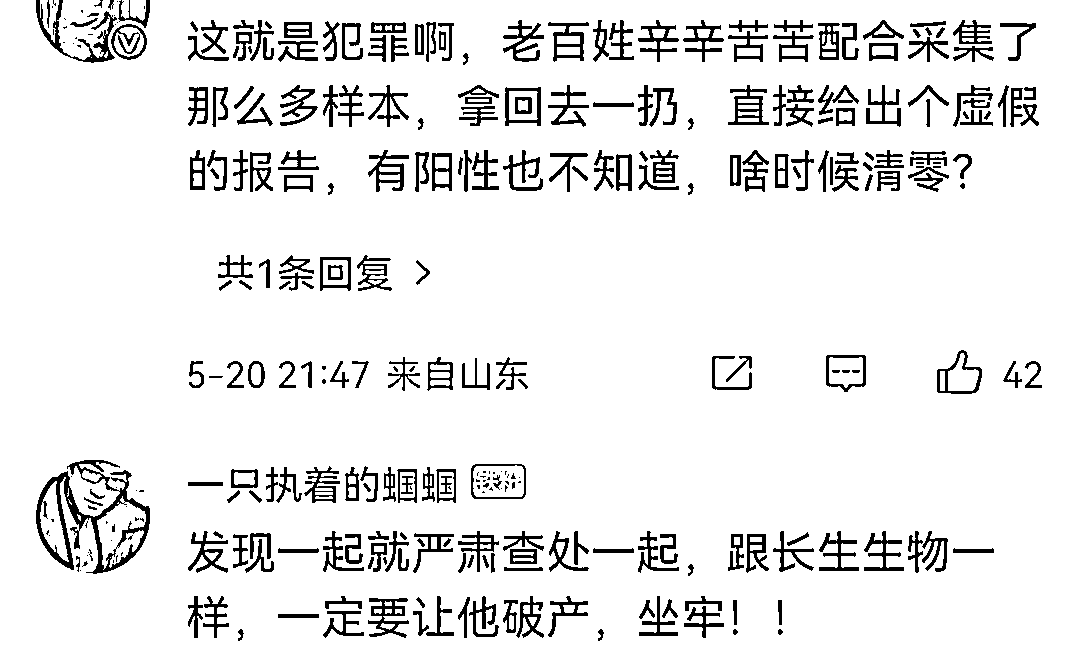 这就是犯罪啊，老百姓辛辛苦苦配合采集了
那么多样本，拿回去一扔，直接给出个虚假
的报告，有阳性也不知道，啥时候清零？
共1条回复 >
5-20 21:47 来自山东
42
一只执着的蝈蝈
发现一起就严肃查处一起，跟长生生物一
样，一定要让他破产，坐牢！！